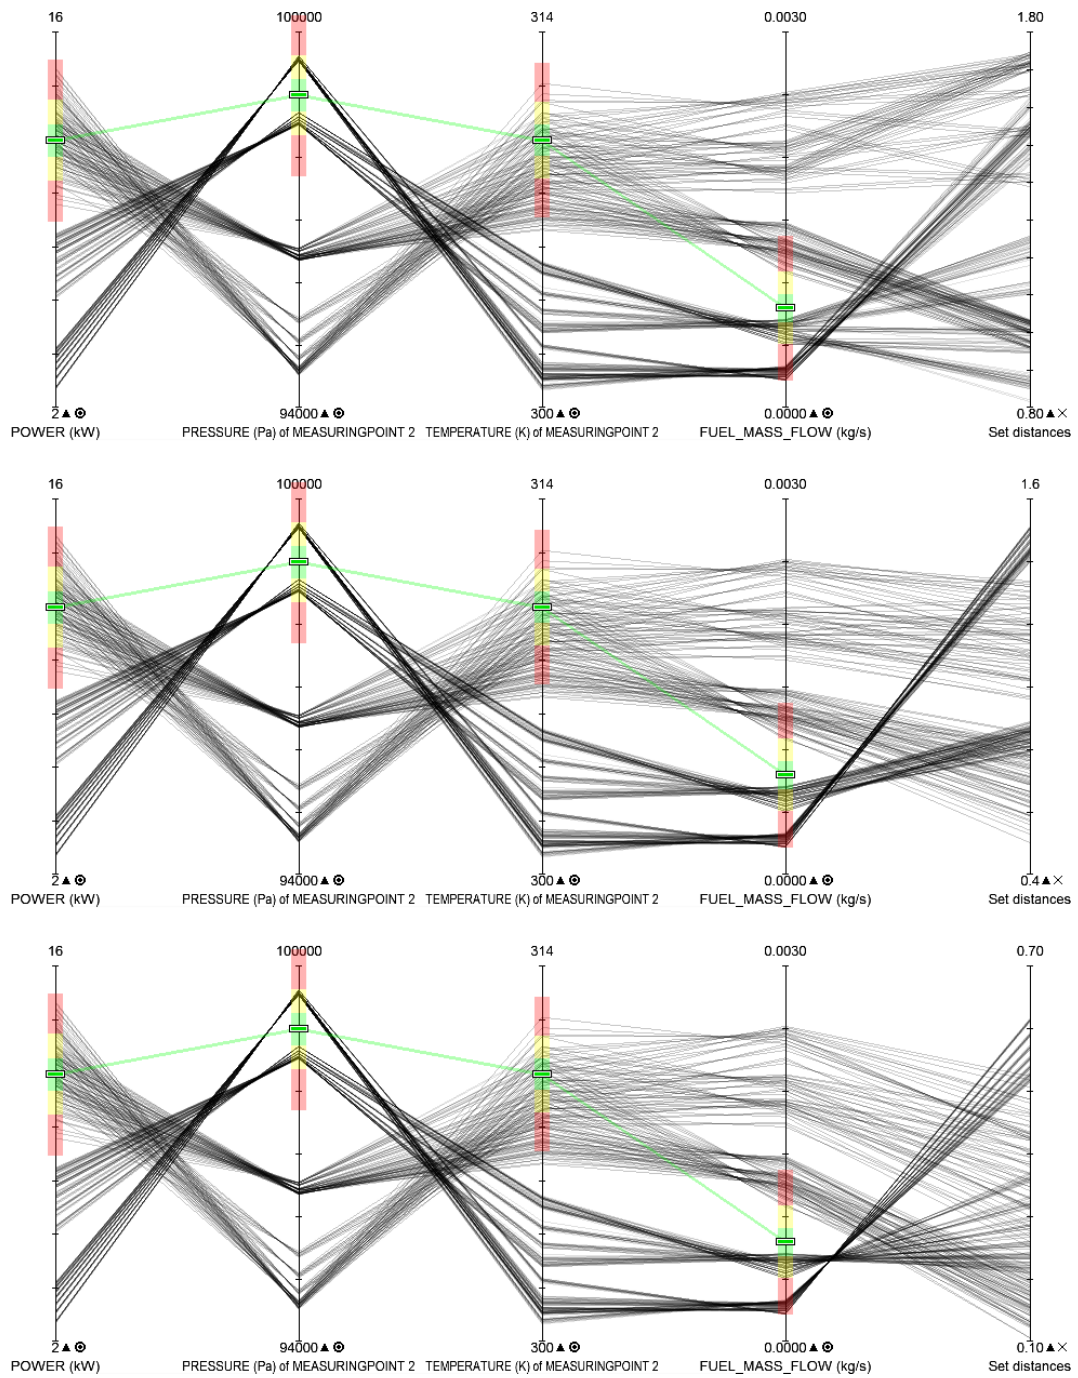 16 100000 314 0.0030 1.80
2 94000 300 0.0000 0.80
POWER (kW) PRESSURE (Pa) of MEASURINGPOINT 2 TEMPERATURE (K) of MEASURINGPOINT 2 FUEL_MASS_FLOW (kg/s) Set distances
16 100000 314 0.0030 1.6
2 94000 300 0.0000 0.4
POWER (kW) PRESSURE (Pa) of MEASURINGPOINT 2 TEMPERATURE (K) of MEASURINGPOINT 2 FUEL_MASS_FLOW (kg/s) Set distances
16 100000 314 0.0030 0.70
2 94000 300 0.0000 0.10
POWER (kW) PRESSURE (Pa) of MEASURINGPOINT 2 TEMPERATURE (K) of MEASURINGPOINT 2 FUEL_MASS_FLOW (kg/s) Set distances